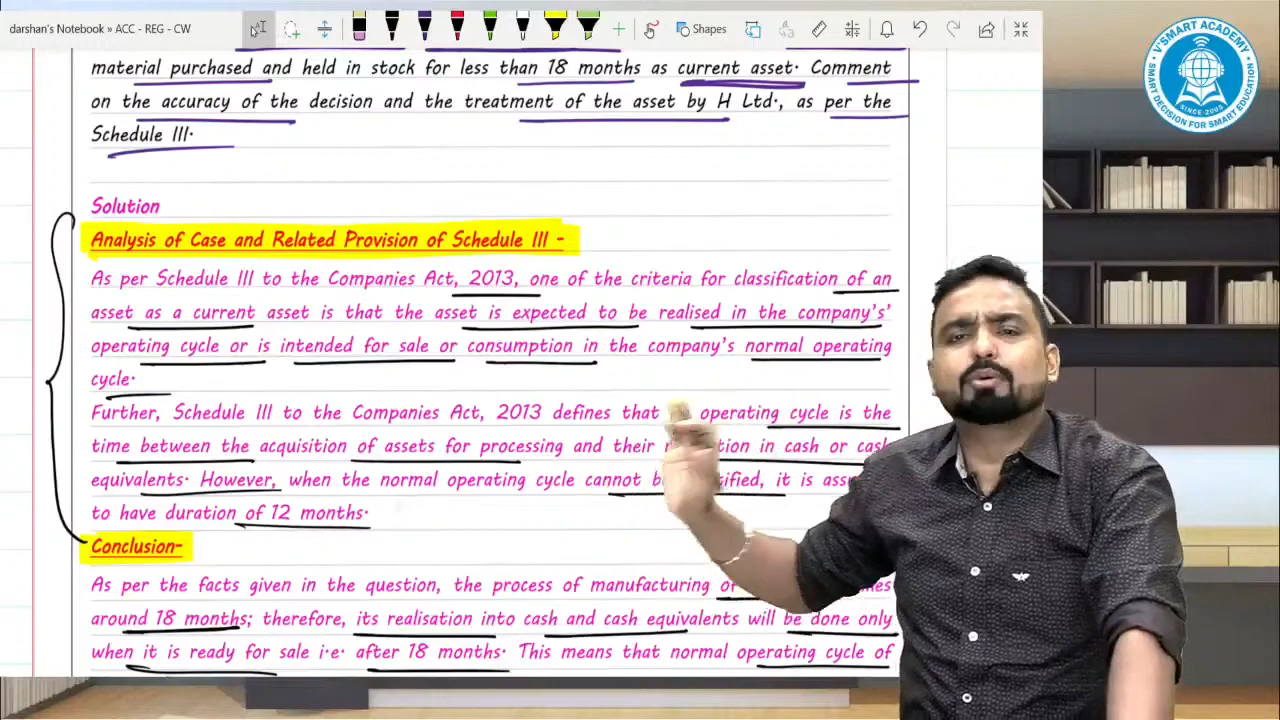 darshan's Notebook » ACC - REG - CW
Shapes
V'SMART ACADEMY
SINCE-2005
SMART DECISION FOR SMART EDUCATION
material purchased and held in stock for less than 18 months as current asset. Comment
on the accuracy of the decision and the treatment of the asset by H Ltd., as per the
Schedule III.
Solution
Analysis of Case and Related Provision of Schedule III -
As per Schedule III to the Companies Act, 2013, one of the criteria for classification of an
asset as a current asset is that the asset is expected to be realised in the company's'
operating cycle or is intended for sale or consumption in the company's normal operating
cycle.
Further, Schedule III to the Companies Act, 2013 defines that operating cycle is the
time between the acquisition of assets for processing and their in cash or cash
equivalents. However, when the normal operating cycle cannot it is
to have duration of 12 months.
Conclusion-
As per the facts given in the question, the process of manufacturing
around 18 months; therefore, its realisation into cash and cash equivalents will be done only
when it is ready for sale i.e. after 18 months. This means that normal operating cycle of